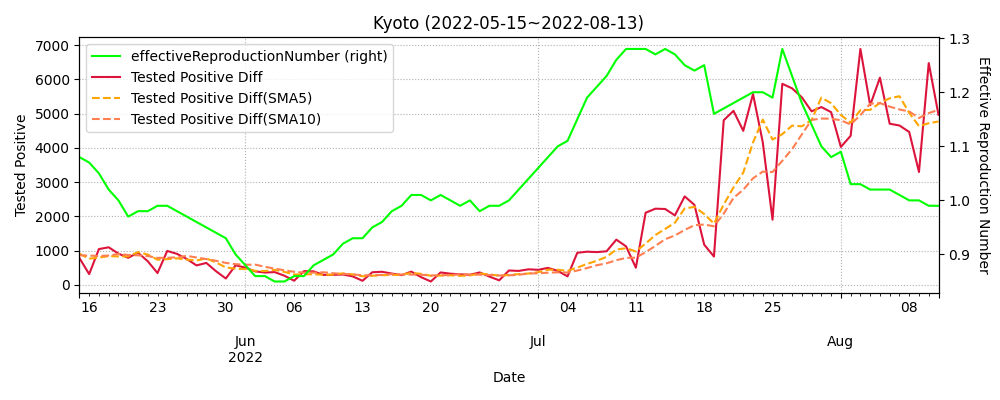 Kyoto (2022-05-15~2022-08-13)
effectiveReproductionNumber (right)
Tested Positive Diff
Tested Positive Diff(SMA5)
Tested Positive Diff(SMA10)
Tested Positive
7000
6000
5000
4000
3000
2000
1000
0
Effective Reproduction Number
1.3
1.2
1.1
1.0
0.9
16 23 30 06 13 20 27 04 11 18 25 08
Jun Jul Aug
2022
Date